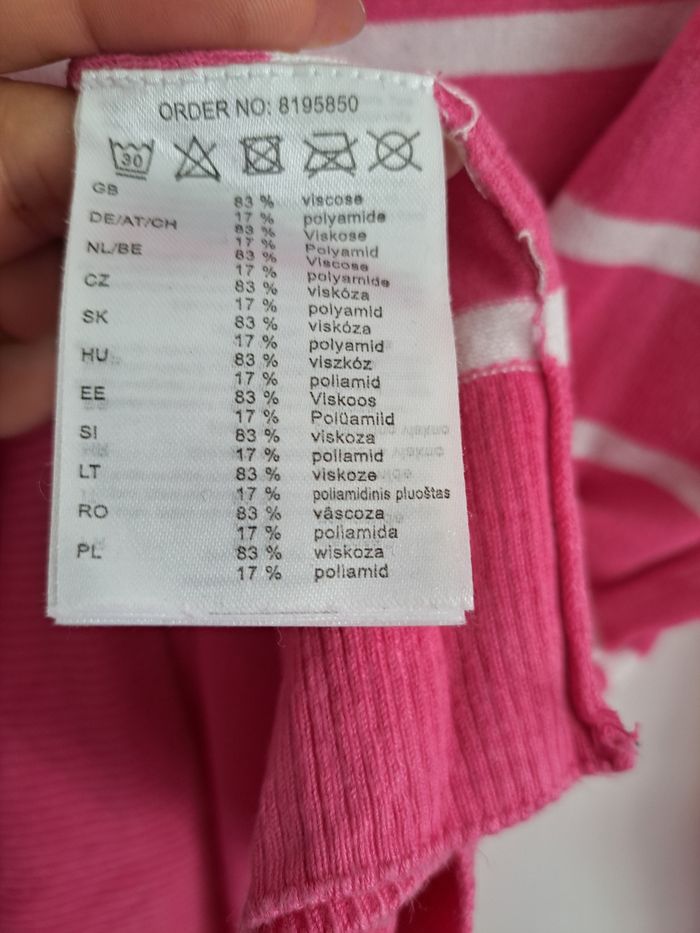 ORDER NO: 8195850
30
GB 83 % viscose
17 % polyamide
DE/AT/CH 83 % Viskose
17 % Polyamid
NL/BE 83 % Viscose
17 % polyamide
CZ 83 % viskóza
17 % polyamid
SK 83 % viskóza
17 % polyamid
HU 83 % viszkóz
17 % poliamid
EE 83 % Viskoos
17 % Polüamiid
SI 83 % viskoza
17 % poliamid
LT 83 % viskoze
17 % poliamidinis pluoštas
RO 83 % vâscoza
17 % poliamida
PL 83 % wiskoza
17 % poliamid